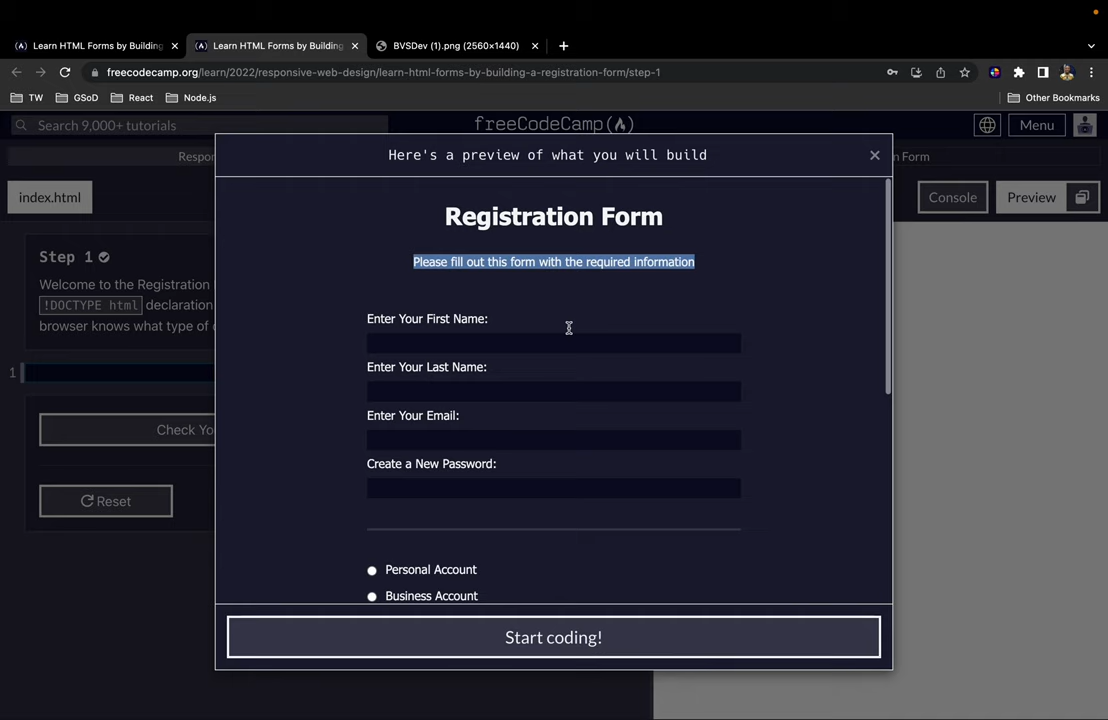 Learn HTML Forms by Building
Learn HTML Forms by Building
BVSDev (1).png (2560×1440)
freecodecamp.org/learn/2022/responsive-web-design/learn-html-forms-by-building-a-registration-form/step-1
TW
GSoD
React
Node.js
Other Bookmarks
Search 9,000+ tutorials
freeCodeCamp(🔥)
Menu
Respon
Here's a preview of what you will build
n Form
index.html
Console
Preview
Registration Form
Step 1
Please fill out this form with the required information
Welcome to the Registration
!DOCTYPE html declaration
browser knows what type of
Enter Your First Name:
1
Enter Your Last Name:
Enter Your Email:
Check Yo
Create a New Password:
Reset
Personal Account
Business Account
Start coding!